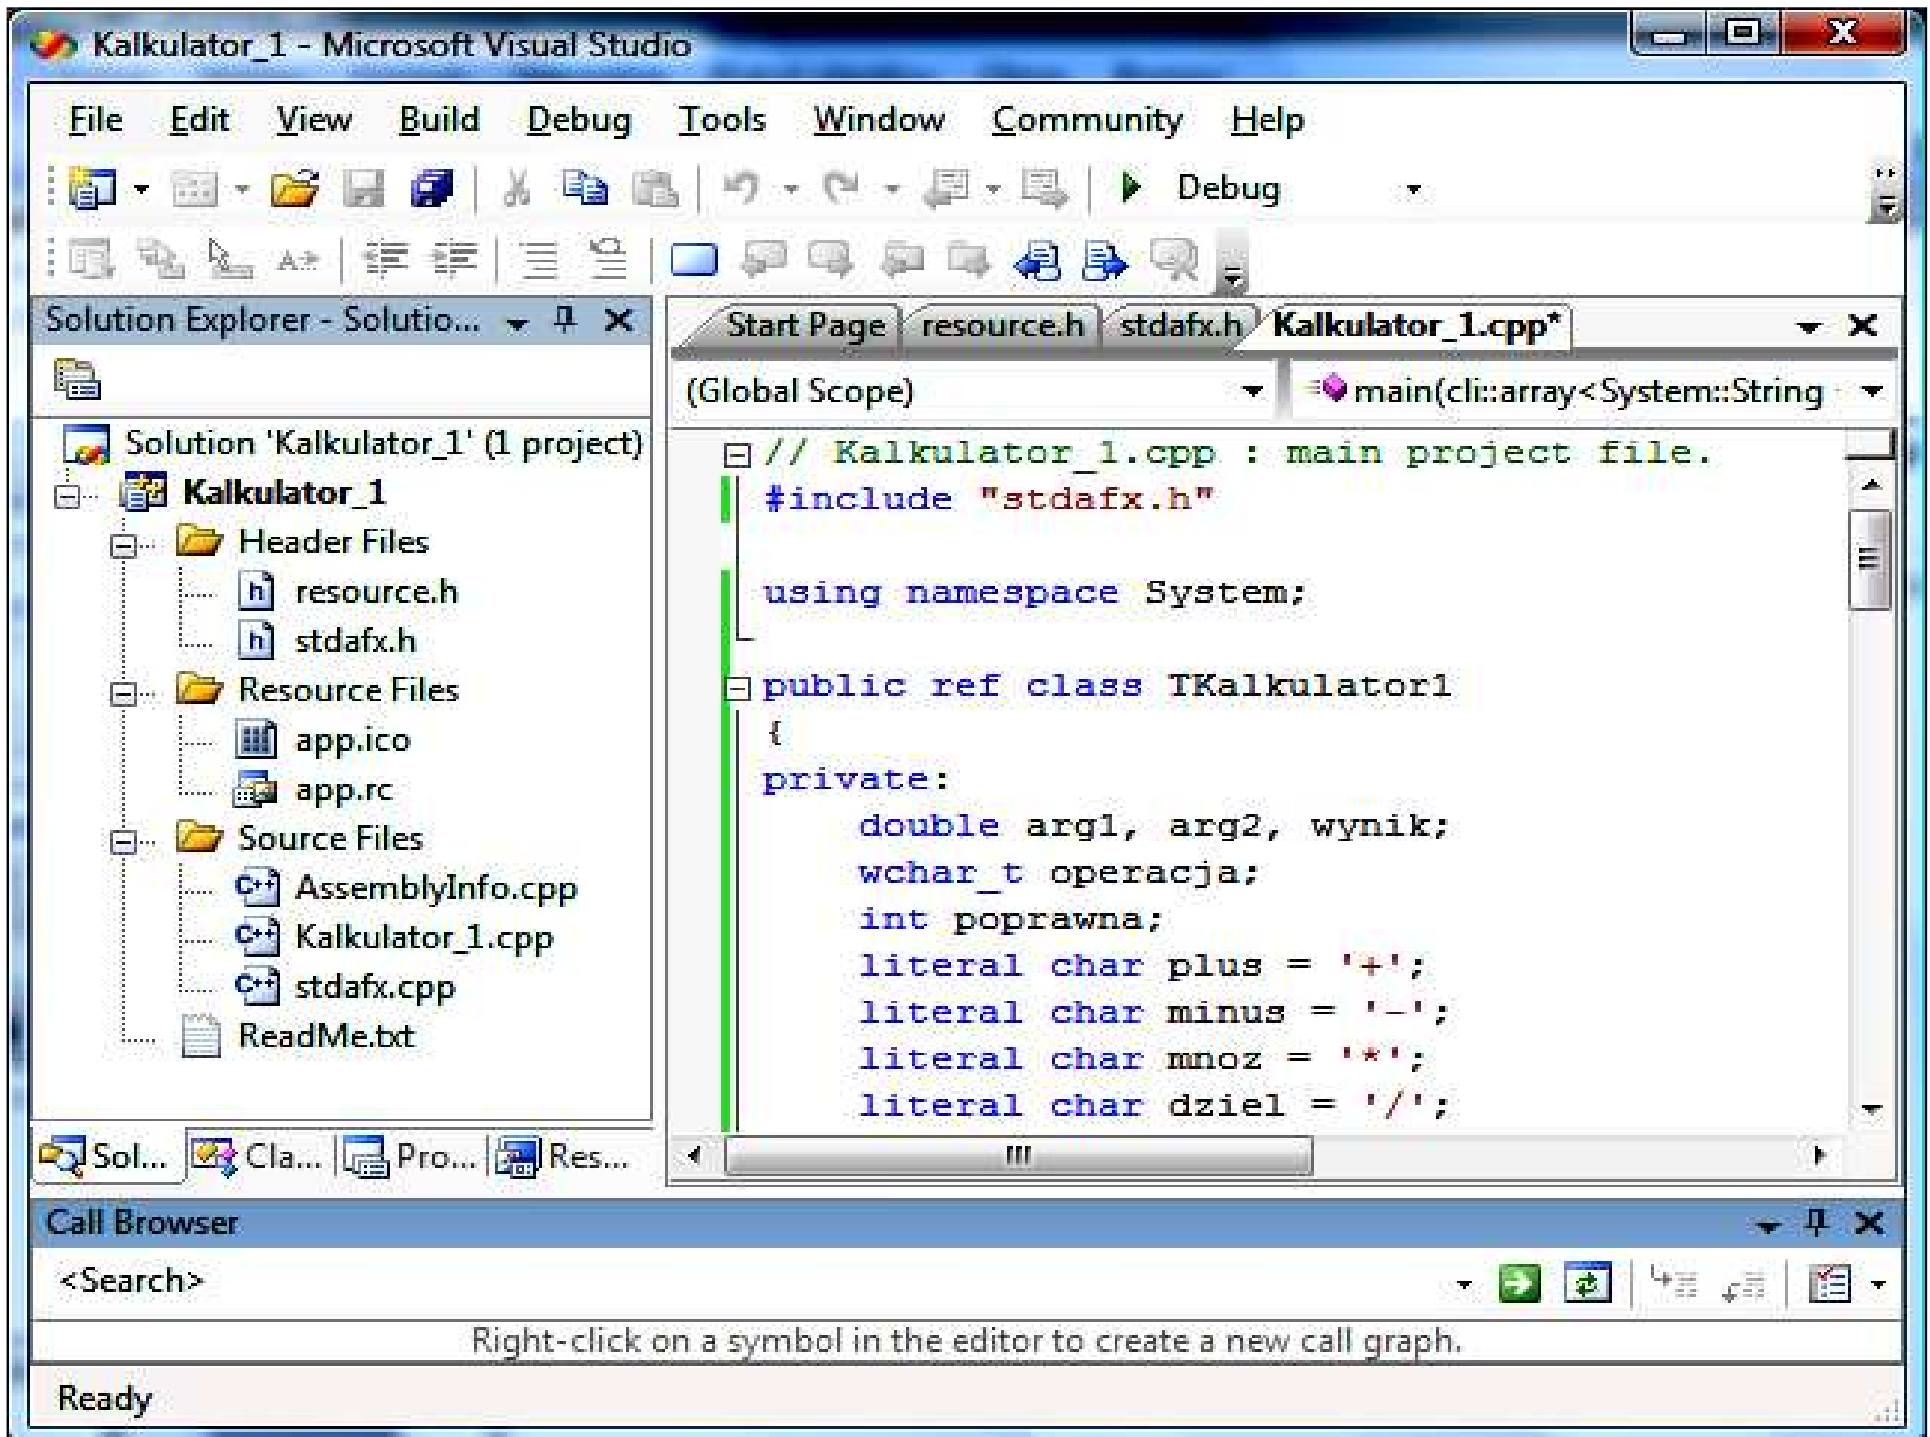 Kalkulator_1 - Microsoft Visual Studio
File Edit View Build Debug Tools Window Community Help
Debug
Solution Explorer - Solutio...
Solution 'Kalkulator_1' (1 project)
Kalkulator_1
Header Files
resource.h
stdafx.h
Resource Files
app.ico
app.rc
Source Files
AssemblyInfo.cpp
Kalkulator_1.cpp
stdafx.cpp
ReadMe.txt
Sol... Cla... Pro... Res...
Start Page resource.h stdafx.h Kalkulator_1.cpp*
(Global Scope) main(cli::array<System::String
// Kalkulator_1.cpp : main project file.
#include "stdafx.h"
using namespace System;
public ref class TKalkulator1
{
private:
double arg1, arg2, wynik;
wchar_t operacja;
int poprawna;
literal char plus = '+';
literal char minus = '-';
literal char mnoz = '*';
literal char dziel = '/';
Call Browser
<Search>
Right-click on a symbol in the editor to create a new call graph.
Ready